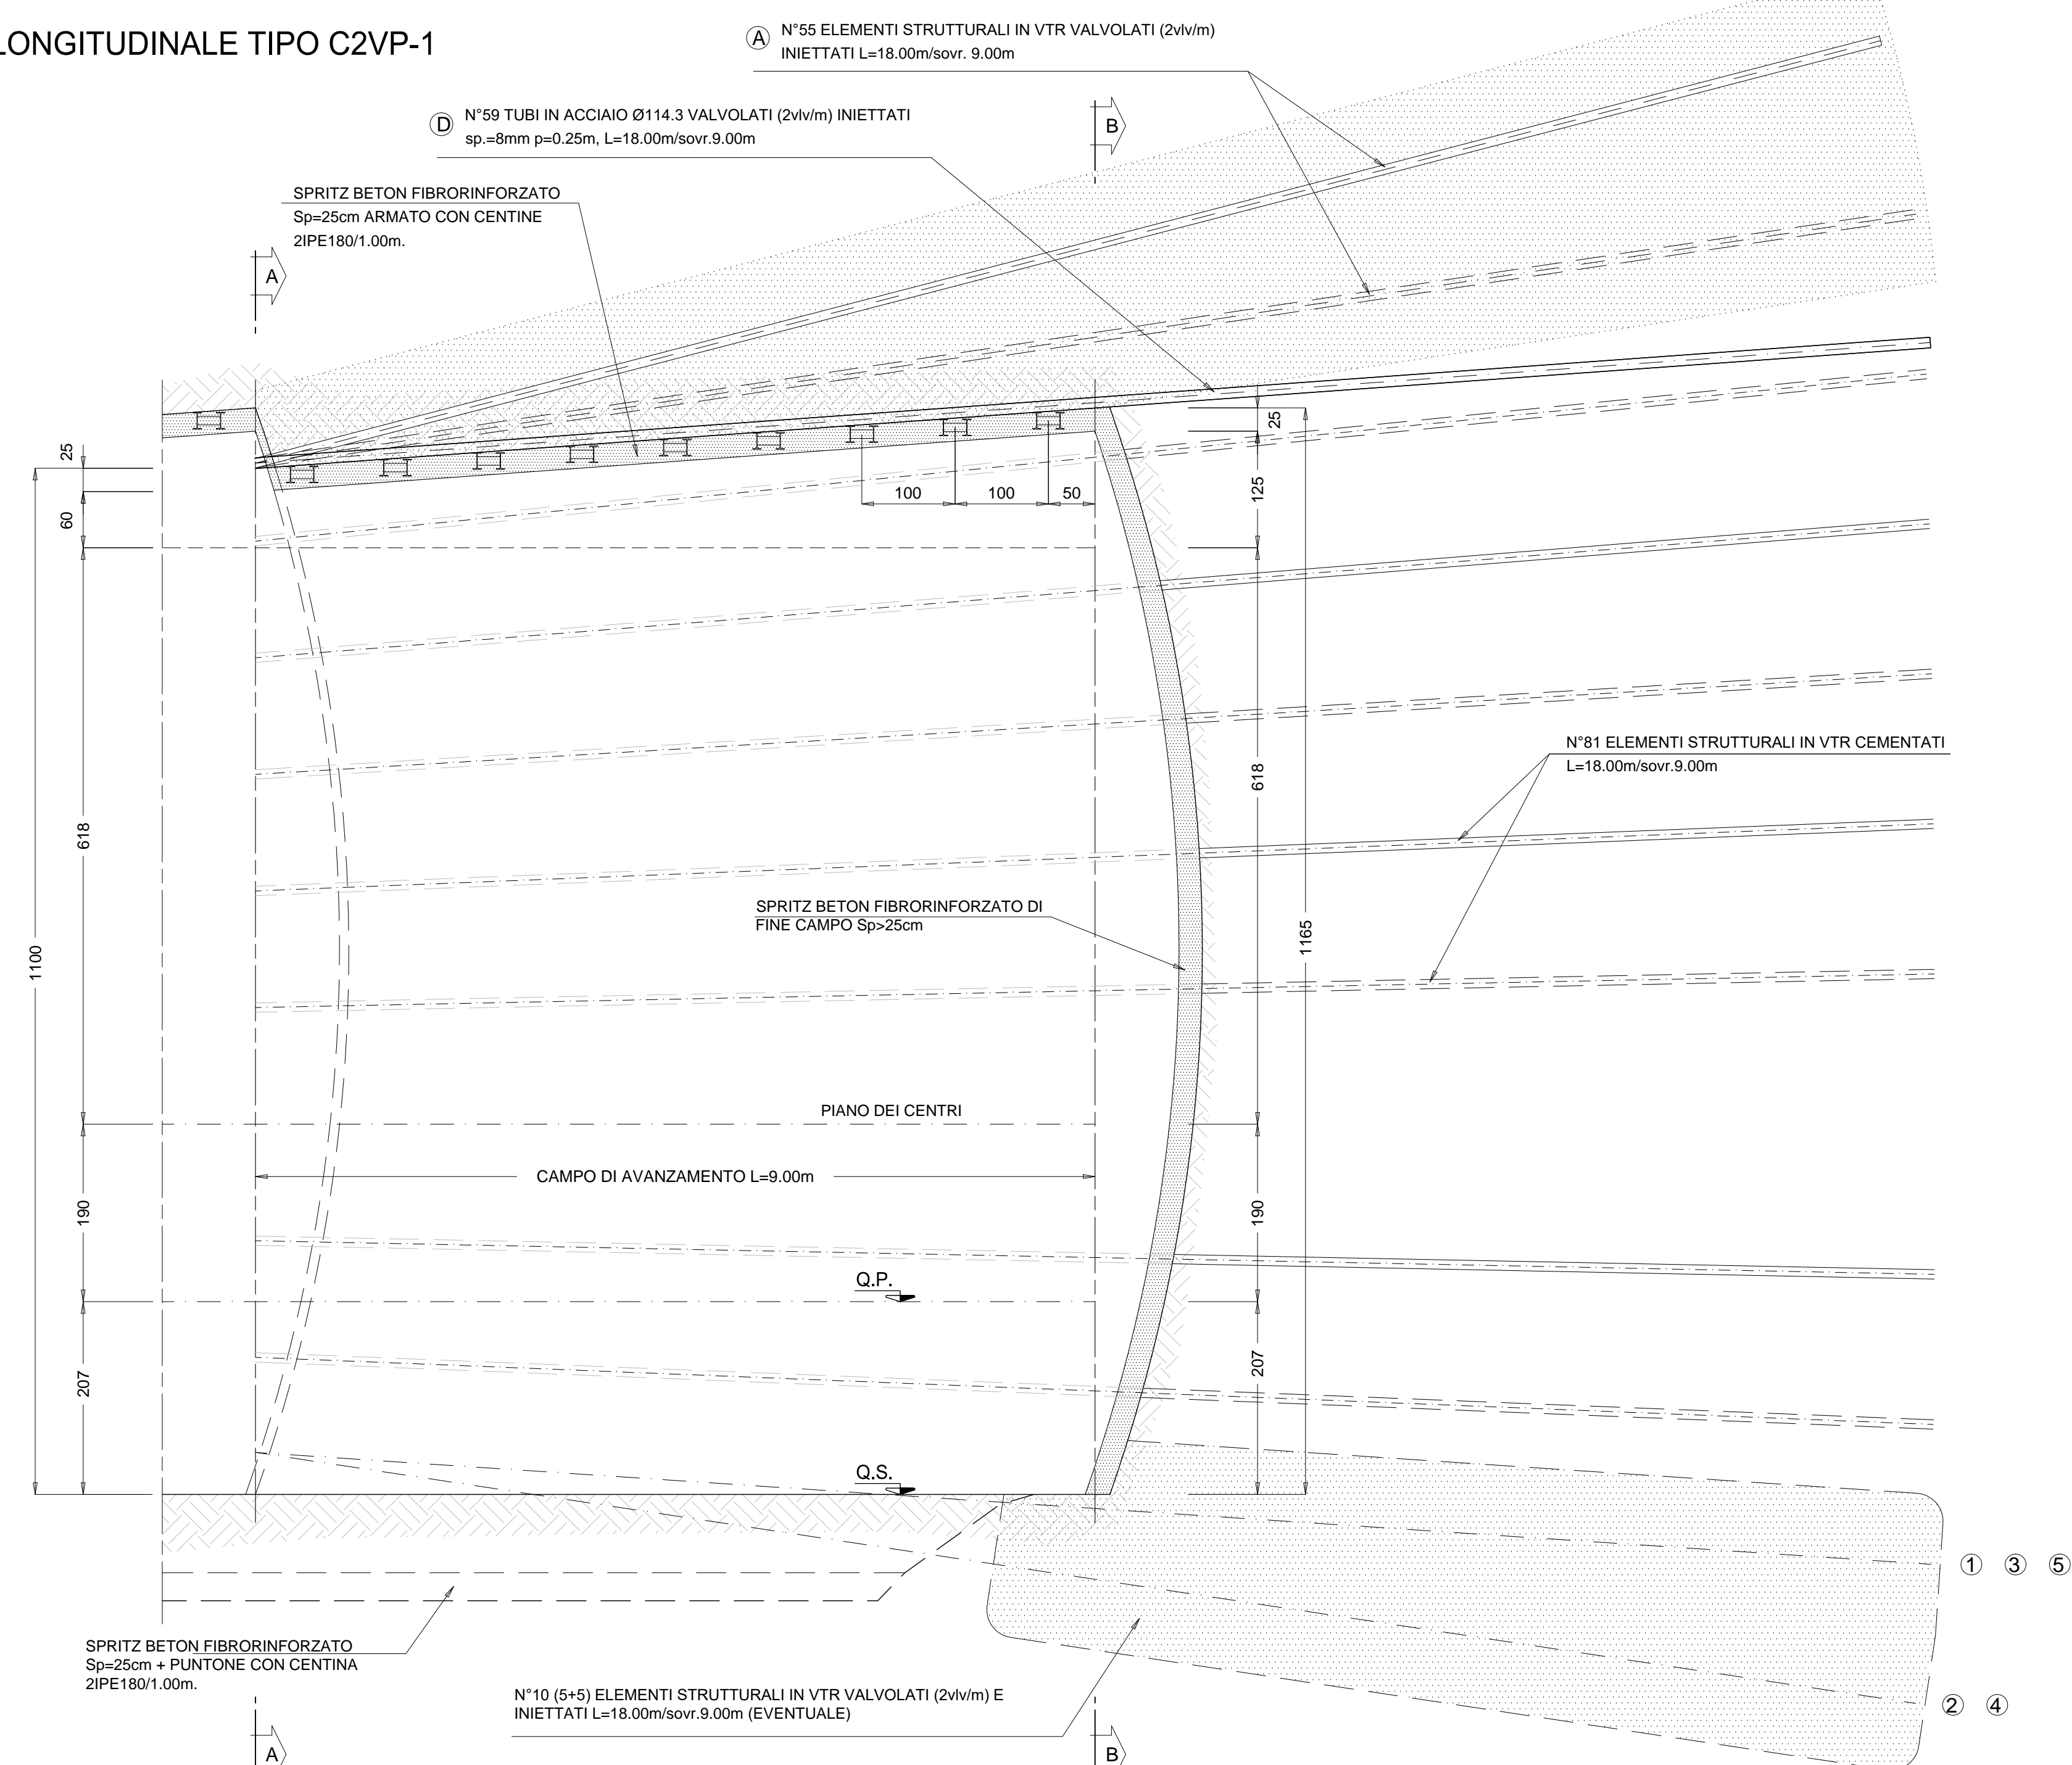 LONGITUDINALE TIPO C2VP-1
A
N°55 ELEMENTI STRUTTURALI IN VTR VALVOLATI (2vlv/m)
INIETTATI L=18.00m/sovr. 9.00m
D
N°59 TUBI IN ACCIAIO Ø114.3 VALVOLATI (2vlv/m) INIETTATI
sp.=8mm p=0.25m, L=18.00m/sovr.9.00m
B
SPRITZ BETON FIBRORINFORZATO
Sp=25cm ARMATO CON CENTINE
2IPE180/1.00m.
A
25
60
618
1100
190
207
100
100
50
25
125
618
1165
190
207
N°81 ELEMENTI STRUTTURALI IN VTR CEMENTATI
L=18.00m/sovr.9.00m
SPRITZ BETON FIBRORINFORZATO DI
FINE CAMPO Sp>25cm
PIANO DEI CENTRI
CAMPO DI AVANZAMENTO L=9.00m
Q.P.
Q.S.
1 3 5
2 4
SPRITZ BETON FIBRORINFORZATO
Sp=25cm + PUNTONE CON CENTINA
2IPE180/1.00m.
N°10 (5+5) ELEMENTI STRUTTURALI IN VTR VALVOLATI (2vlv/m) E
INIETTATI L=18.00m/sovr.9.00m (EVENTUALE)
A
B